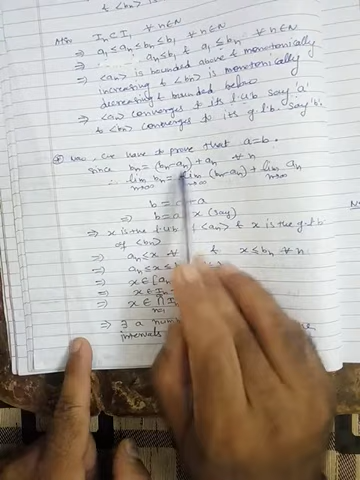 & <bn> is
Also In ⊂ I1 ∀ n∈N
⇒ a1 ≤ an ≤ bn ≤ b1 ∀ n∈N
⇒ an ≤ b1 & a1 ≤ bn ∀ n∈N
⇒ <an> is bounded above & monotonically
increasing & <bn> is monotonically
decreasing & bounded below
⇒ <an> converges to its l.u.b say 'a'
& <bn> converges to its g.l.b. say 'b'.
Now, we have to prove that a=b.
Since bn = (bn-an) + an ∀ n
∴ lim n→∞ bn = lim n→∞ (bn-an) + lim n→∞ an
b = a
⇒ b = a x (say)
⇒ x is the l.u.b <an> & x is the g.l.b
of <bn>
⇒ an ≤ x & x ≤ bn ∀ n
⇒ an ≤ x ≤
⇒ x ∈ [an
⇒ x ∈ In
⇒ x ∈ ∩ In
⇒ ∃ a
intervals